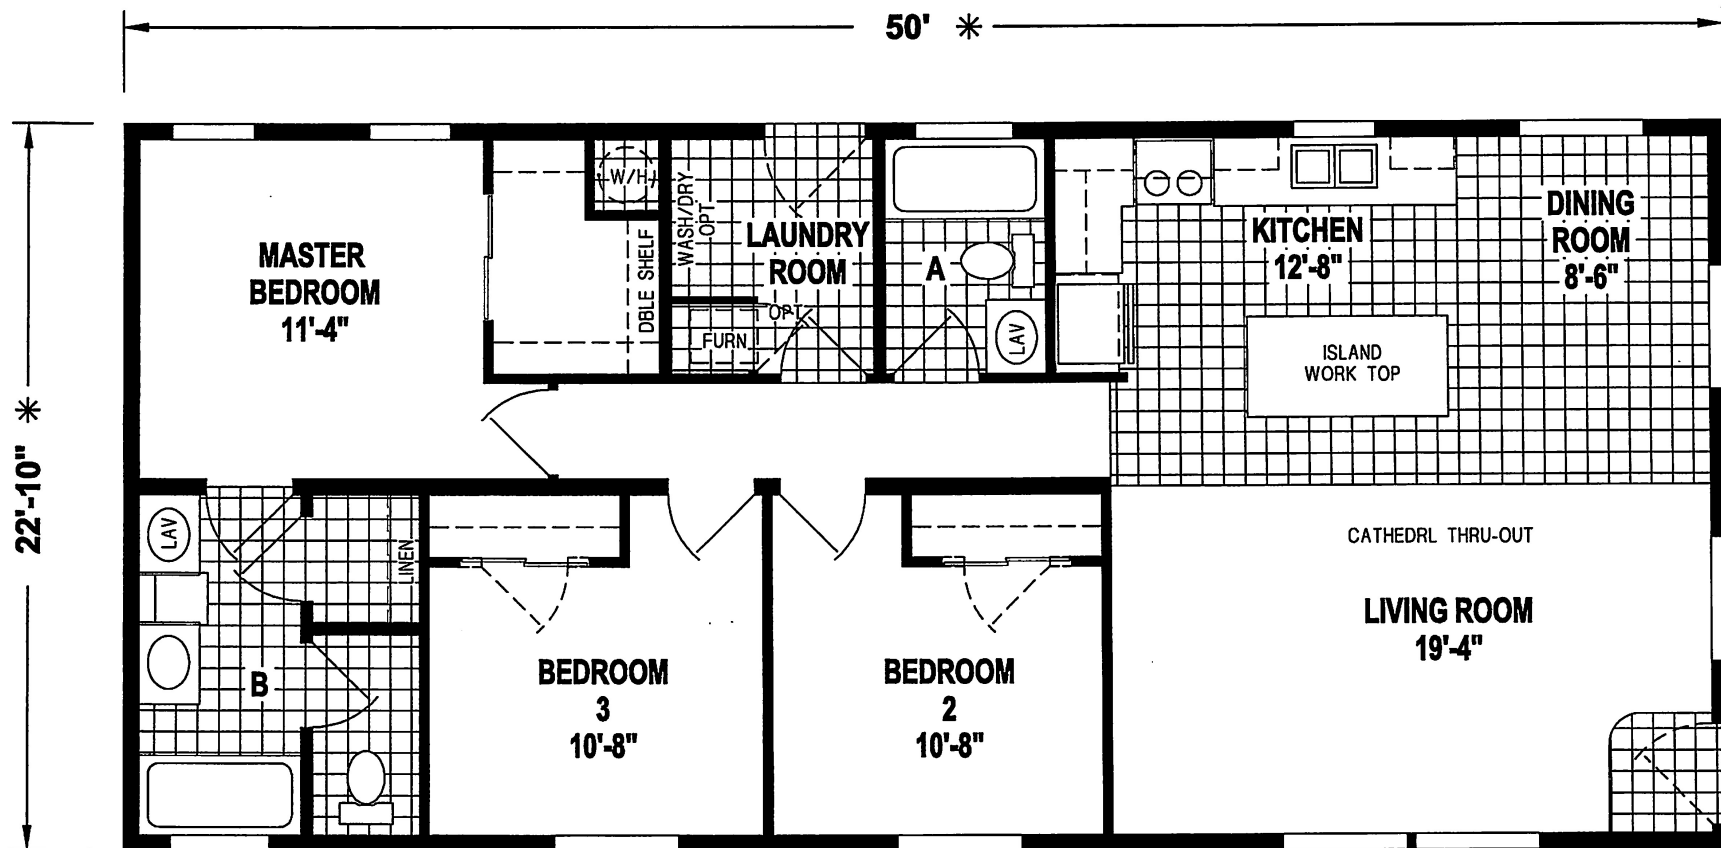 50' *
22'-10" *
MASTER
BEDROOM
11'-4"
W/H
DBLE SHELF
WASH/DRY
OPT
LAUNDRY
ROOM
OPT
FURN
A
LAV
KITCHEN
12'-8"
DINING
ROOM
8'-6"
ISLAND
WORK TOP
LAV
LINEN
B
BEDROOM
3
10'-8"
BEDROOM
2
10'-8"
CATHEDRL THRU-OUT
LIVING ROOM
19'-4"